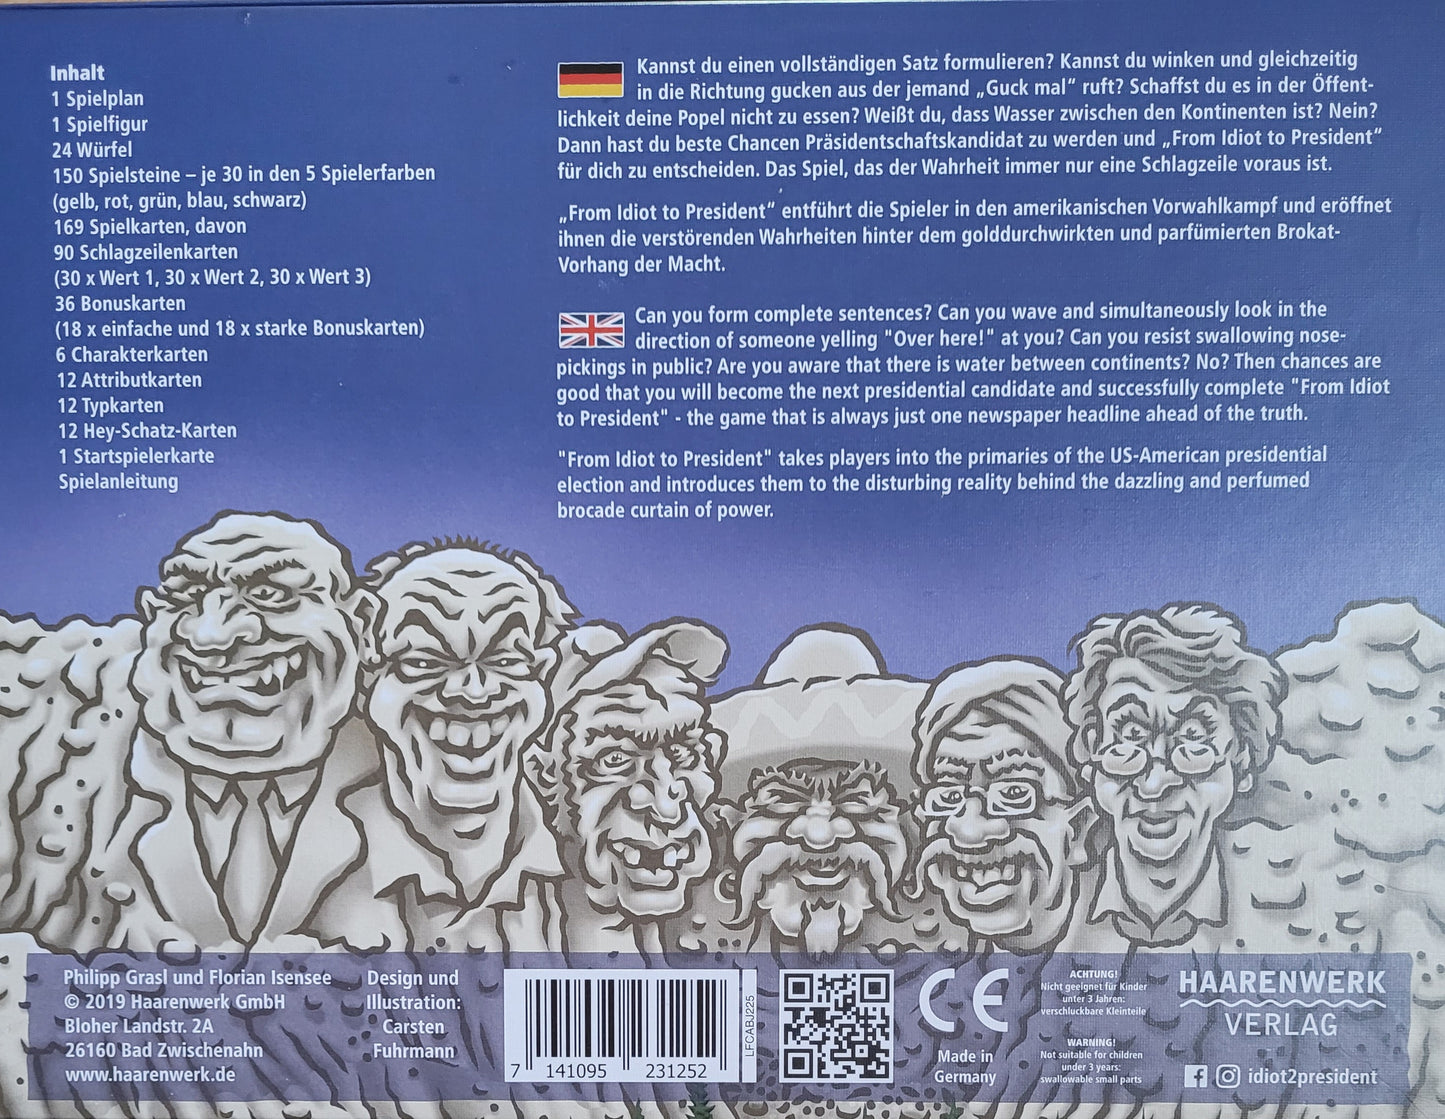 Inhalt
1 Spielplan
1 Spielfigur
24 Würfel
150 Spielsteine – je 30 in den 5 Spielerfarben
(gelb, rot, grün, blau, schwarz)
169 Spielkarten, davon
90 Schlagzeilenkarten
(30 x Wert 1, 30 x Wert 2, 30 x Wert 3)
36 Bonuskarten
(18 x einfache und 18 x starke Bonuskarten)
6 Charakterkarten
12 Attributkarten
12 Typkarten
12 Hey-Schatz-Karten
1 Startspielerkarte
Spielanleitung
Kannst du einen vollständigen Satz formulieren? Kannst du winken und gleichzeitig
in die Richtung gucken aus der jemand „Guck mal“ ruft? Schaffst du es in der Öffent-
lichkeit deine Popel nicht zu essen? Weißt du, dass Wasser zwischen den Kontinenten ist? Nein?
Dann hast du beste Chancen Präsidentschaftskandidat zu werden und „From Idiot to President“
für dich zu entscheiden. Das Spiel, das der Wahrheit immer nur eine Schlagzeile voraus ist.
„From Idiot to President“ entführt die Spieler in den amerikanischen Vorwahlkampf und eröffnet
ihnen die verstörenden Wahrheiten hinter dem golddurchwirkten und parfümierten Brokat-
Vorhang der Macht.
Can you form complete sentences? Can you wave and simultaneously look in the
direction of someone yelling "Over here!" at you? Can you resist swallowing nose-
pickings in public? Are you aware that there is water between continents? No? Then chances are
good that you will become the next presidential candidate and successfully complete "From Idiot
to President" - the game that is always just one newspaper headline ahead of the truth.
"From Idiot to President" takes players into the primaries of the US-American presidential
election and introduces them to the disturbing reality behind the dazzling and perfumed
brocade curtain of power.
Philipp Grasl und Florian Isensee
© 2019 Haarenwerk GmbH
Bloher Landstr. 2A
26160 Bad Zwischenahn
www.haarenwerk.de
Design und
Illustration:
Carsten
Fuhrmann
7 141095 231252
LFCABJ225
CE
Made in
Germany
ACHTUNG!
Nicht geeignet für Kinder
unter 3 Jahren:
verschluckbare Kleinteile
WARNING!
Not suitable for children
under 3 years:
swallowable small parts
HAARENWERK
VERLAG
idiot2president